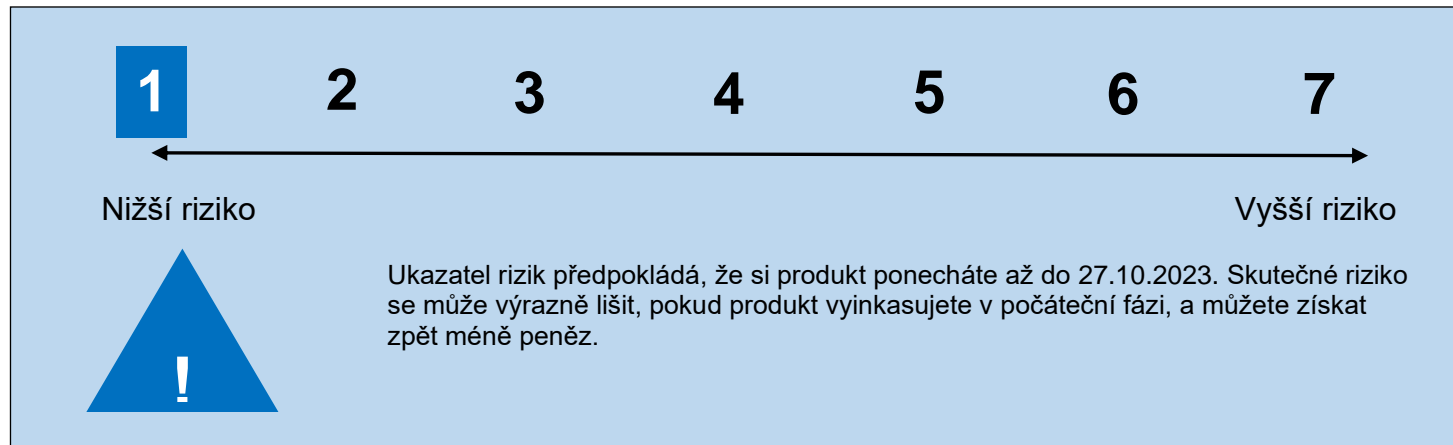 1 2 3 4 5 6 7
Nižší riziko Vyšší riziko
Ukazatel rizik předpokládá, že si produkt ponecháte až do 27.10.2023. Skutečné riziko
se může výrazně lišit, pokud produkt vyinkasujete v počáteční fázi, a můžete získat
zpět méně peněz.
!